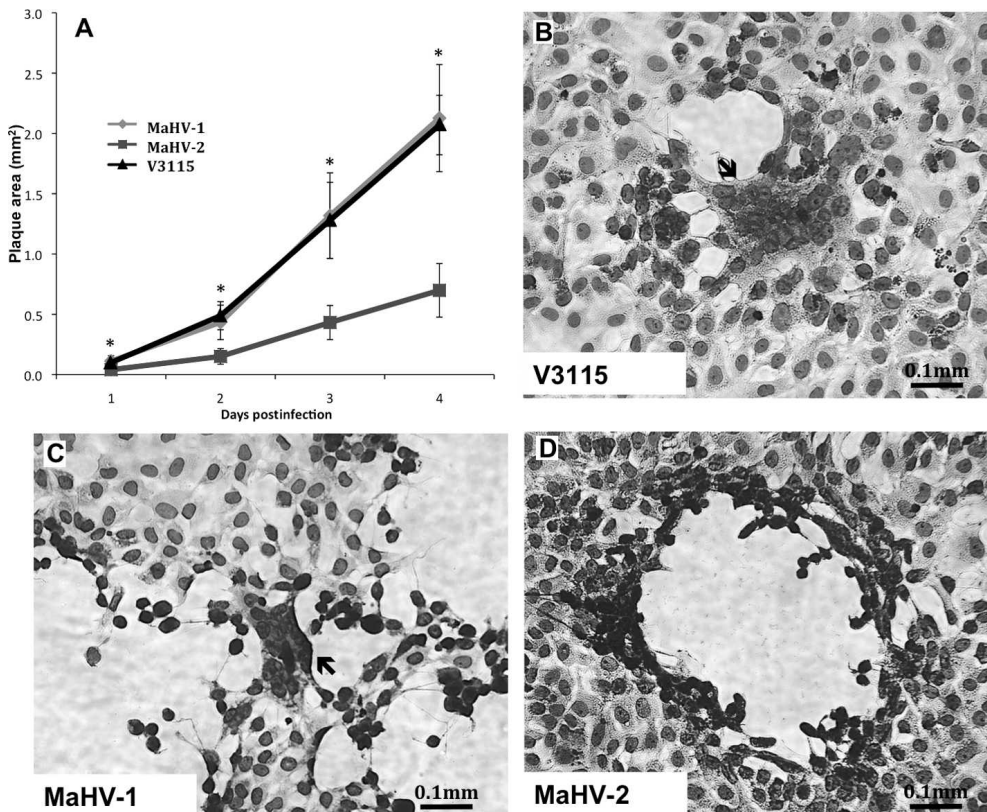 A
3.0
2.5
2.0
1.5
1.0
0.5
0.0
Plaque area (mm²)
MaHV-1
MaHV-2
V3115
*
*
*
*
1
2
3
4
Days postinfection
B
V3115
0.1mm
C
MaHV-1
0.1mm
D
MaHV-2
0.1mm